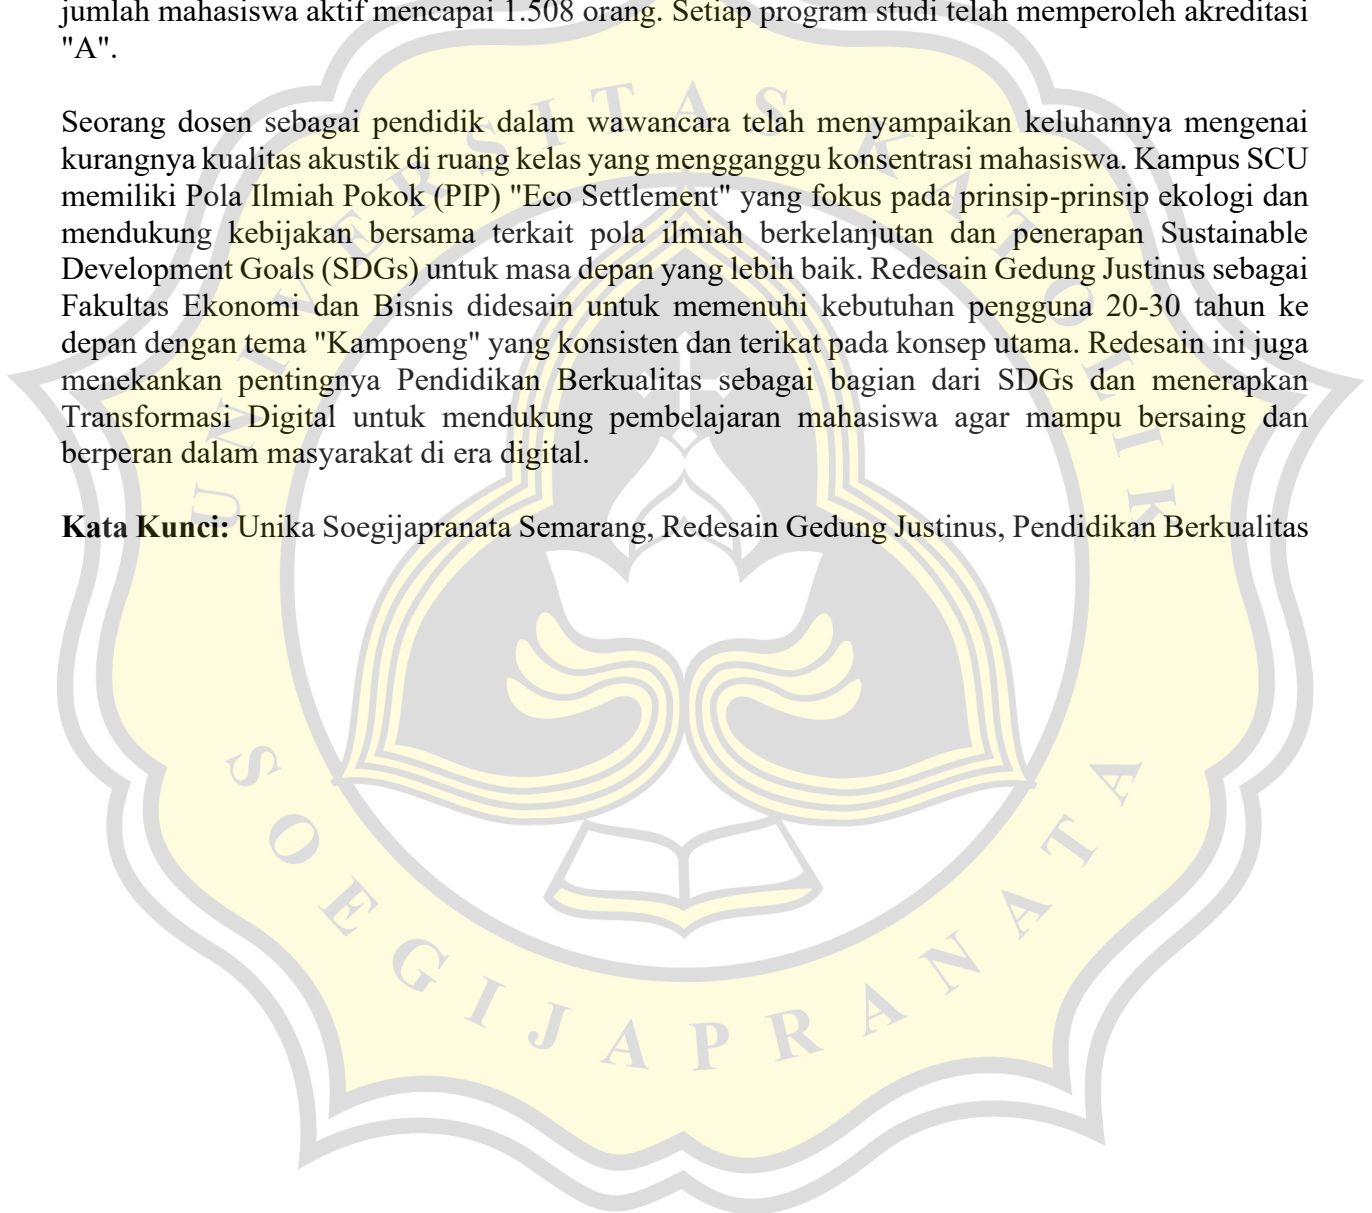 jumlah mahasiswa aktif mencapai 1.508 orang. Setiap program studi telah memperoleh akreditasi
"A".
Seorang dosen sebagai pendidik dalam wawancara telah menyampaikan keluhannya mengenai
kurangnya kualitas akustik di ruang kelas yang mengganggu konsentrasi mahasiswa. Kampus SCU
memiliki Pola Ilmiah Pokok (PIP) "Eco Settlement" yang fokus pada prinsip-prinsip ekologi dan
mendukung kebijakan bersama terkait pola ilmiah berkelanjutan dan penerapan Sustainable
Development Goals (SDGs) untuk masa depan yang lebih baik. Redesain Gedung Justinus sebagai
Fakultas Ekonomi dan Bisnis didesain untuk memenuhi kebutuhan pengguna 20-30 tahun ke
depan dengan tema "Kampoeng" yang konsisten dan terikat pada konsep utama. Redesain ini juga
menekankan pentingnya Pendidikan Berkualitas sebagai bagian dari SDGs dan menerapkan
Transformasi Digital untuk mendukung pembelajaran mahasiswa agar mampu bersaing dan
berperan dalam masyarakat di era digital.
Kata Kunci: Unika Soegijapranata Semarang, Redesain Gedung Justinus, Pendidikan Berkualitas
UNIVERSITAS KATOLIK
SOEGIJAPRANATA